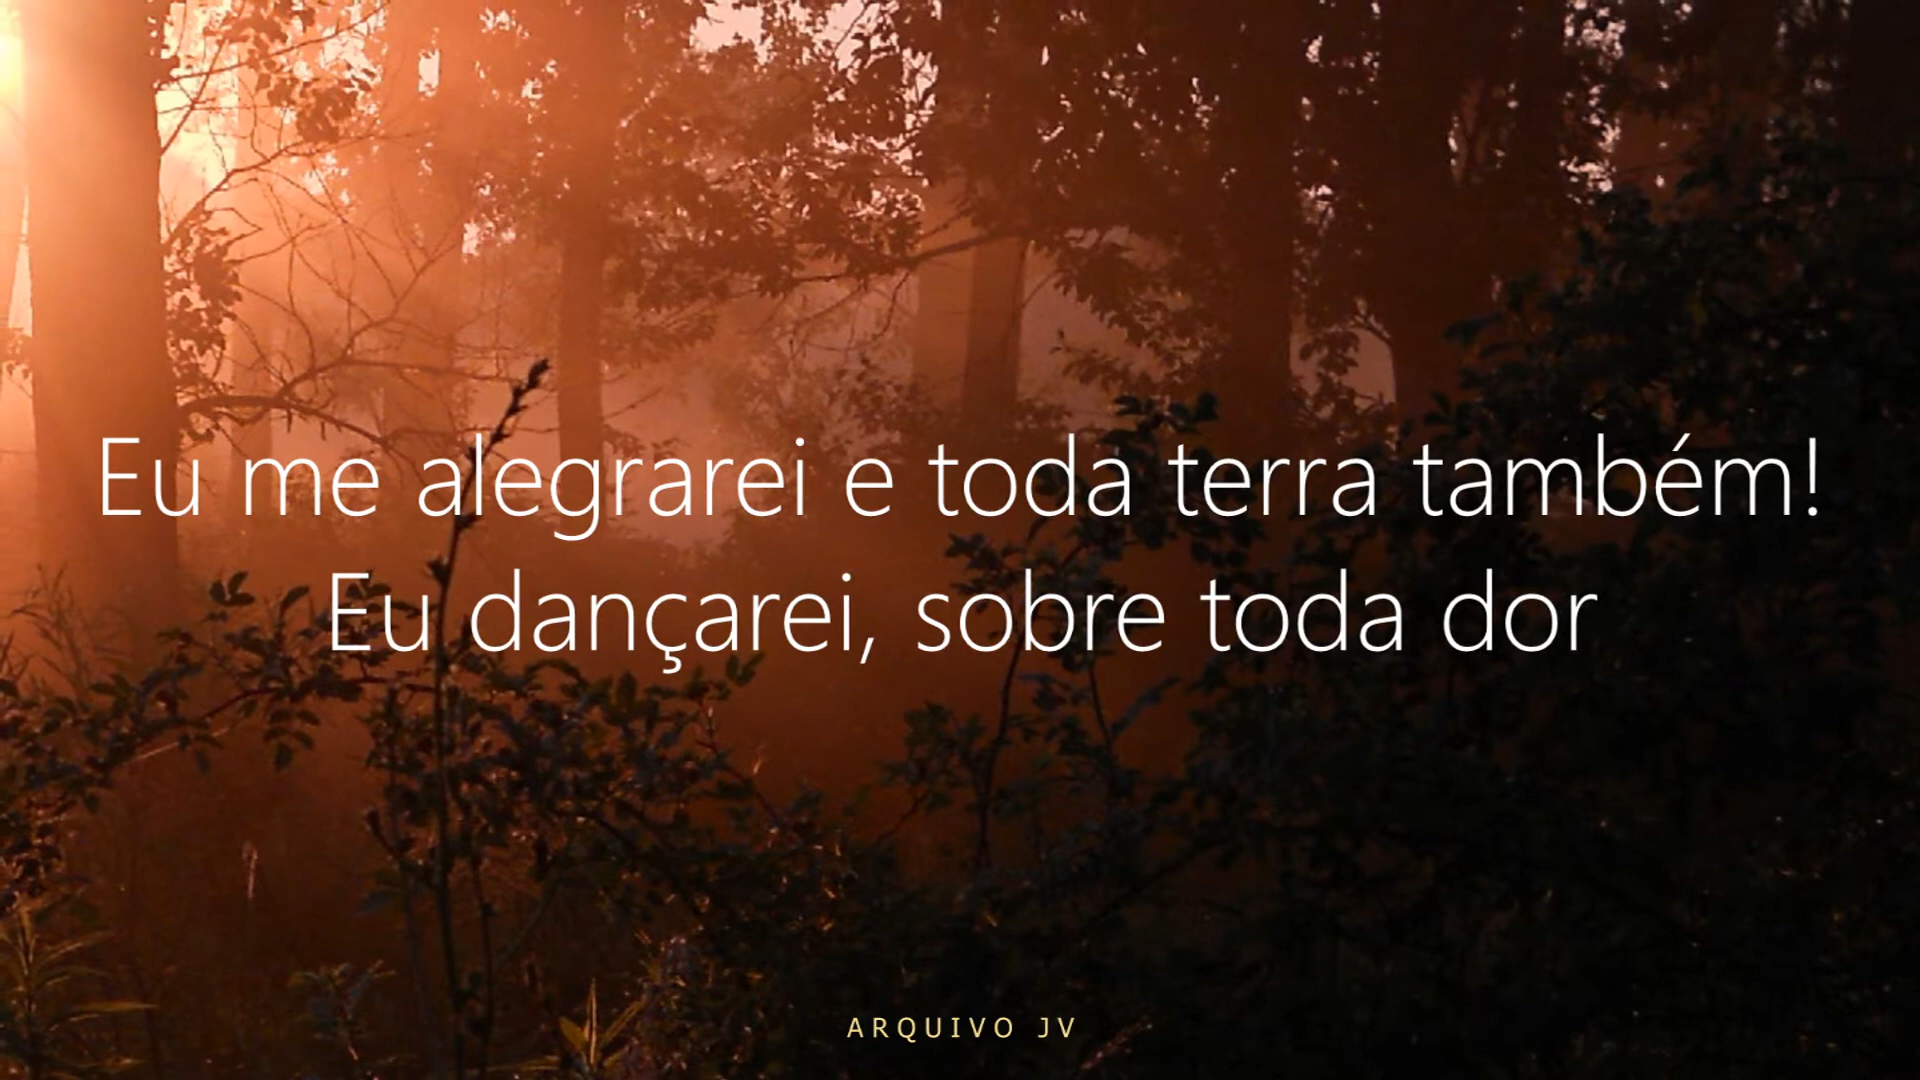 Eu me alegrarei e toda terra também!
Eu dançarei, sobre toda dor
ARQUIVO JV